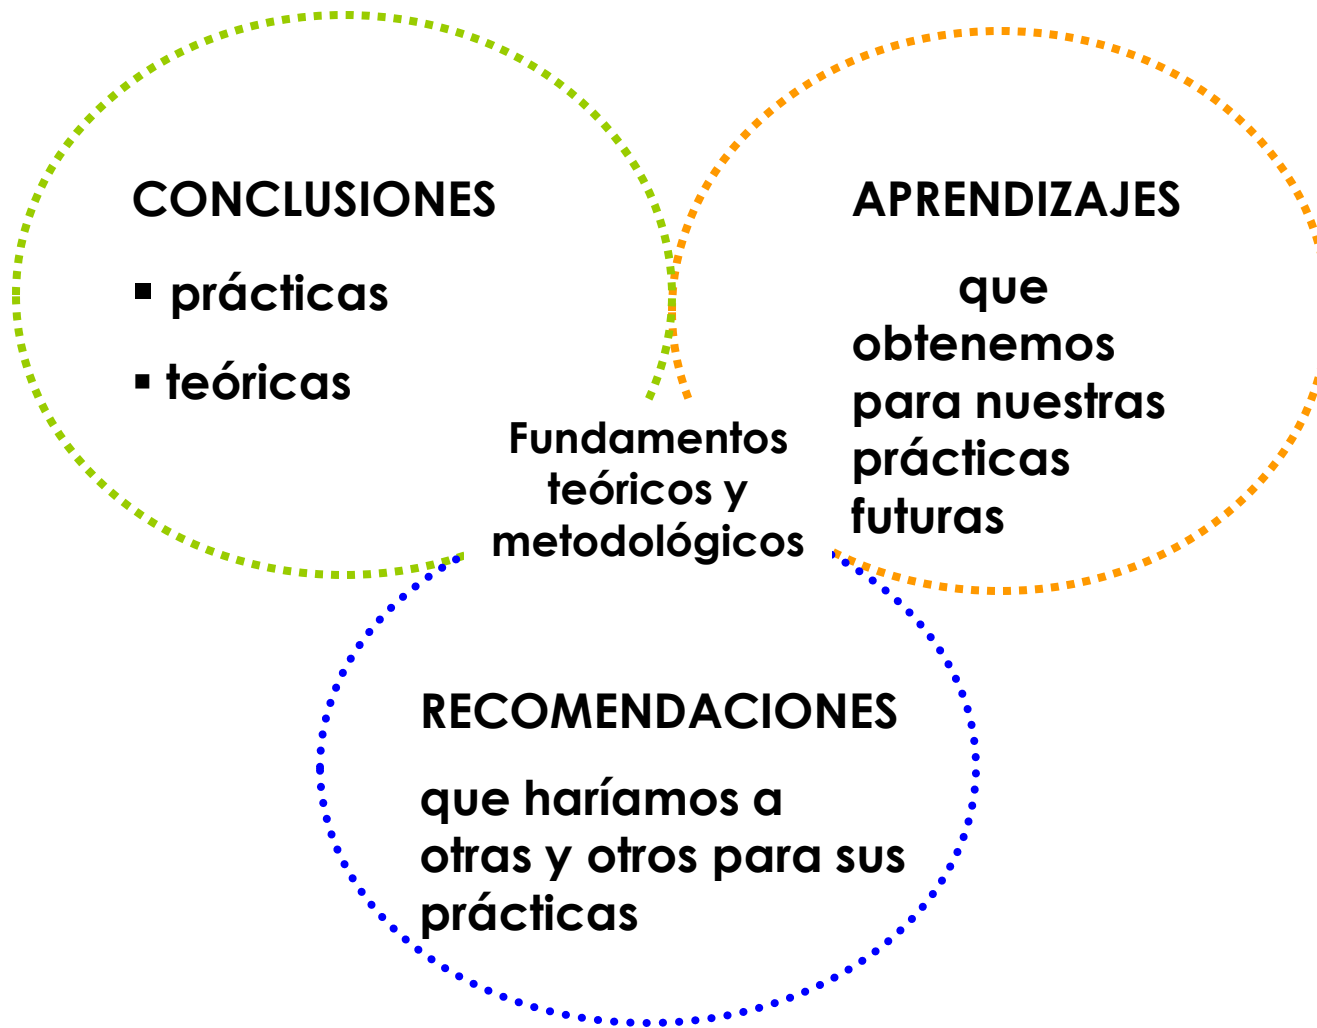 CONCLUSIONES
▪ prácticas
▪ teóricas
APRENDIZAJES
que
obtenemos
para nuestras
prácticas
futuras
Fundamentos
teóricos y
metodológicos
RECOMENDACIONES
que haríamos a
otras y otros para sus
prácticas